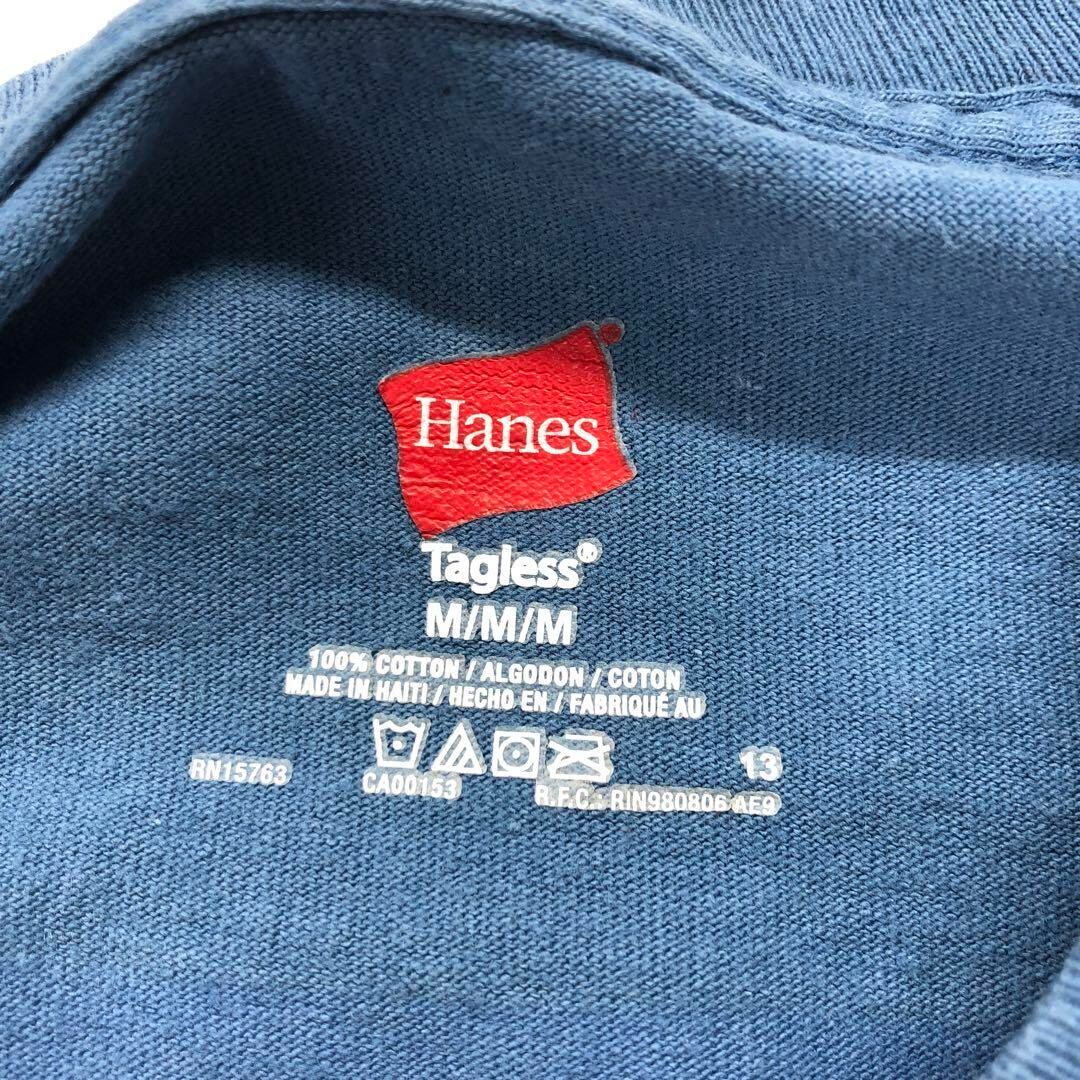 Hanes
Tagless®
M/M/M
100% COTTON / ALGODON / COTON
MADE IN HAITI / HECHO EN / FABRIQUÉ AU
13
RN15763
CA00153
R.F.C.: RIN980806 AE9